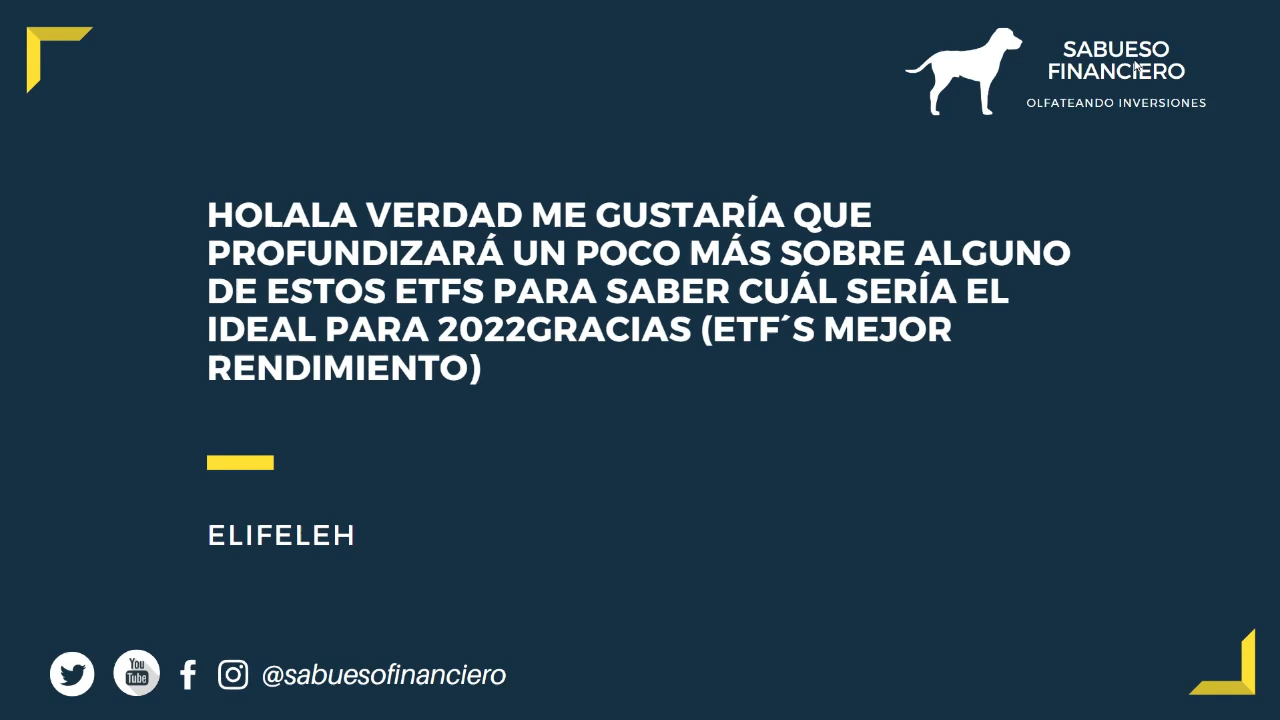 SABUESO
FINANCIERO
OLFATEANDO INVERSIONES
HOLALA VERDAD ME GUSTARÍA QUE
PROFUNDIZARÁ UN POCO MÁS SOBRE ALGUNO
DE ESTOS ETFS PARA SABER CUÁL SERÍA EL
IDEAL PARA 2022GRACIAS (ETF´S MEJOR
RENDIMIENTO)
ELIFELEH
You
Tube
@sabuesofinanciero